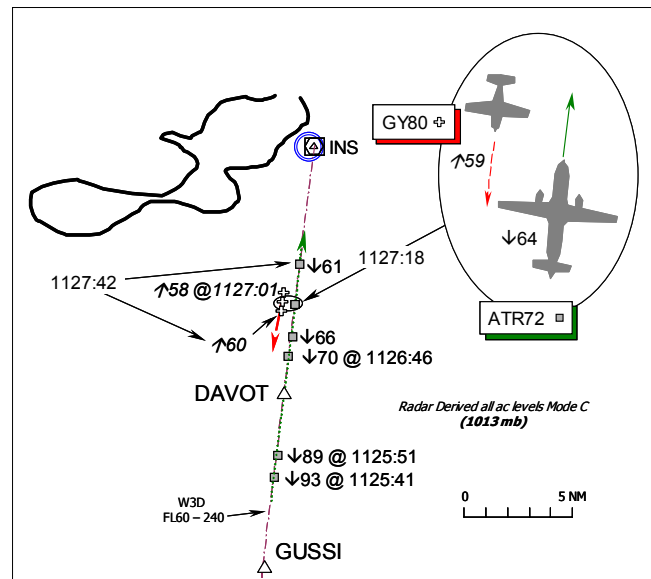 GY80
INS
↑59
↓64
1127:42
↓61
1127:18
↑58 @1127:01
ATR72
↑60
↓66
↓70 @ 1126:46
DAVOT
Radar Derived all ac levels Mode C
(1013 mb)
↓89 @ 1125:51
↓93 @ 1125:41
W3D
FL60 – 240
0 5 NM
GUSSI